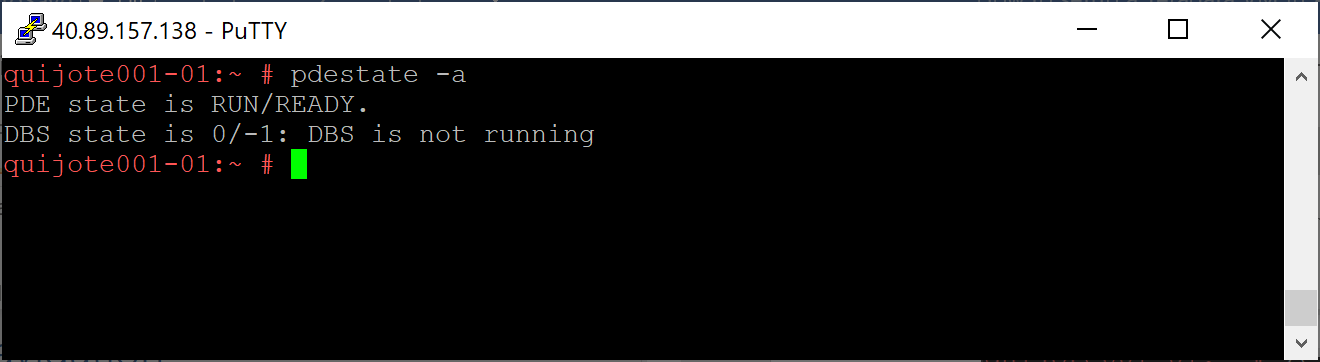 40.89.157.138 - PuTTY
quijote001-01:~ # pdestate -a
PDE state is RUN/READY.
DBS state is 0/-1: DBS is not running
quijote001-01:~ #